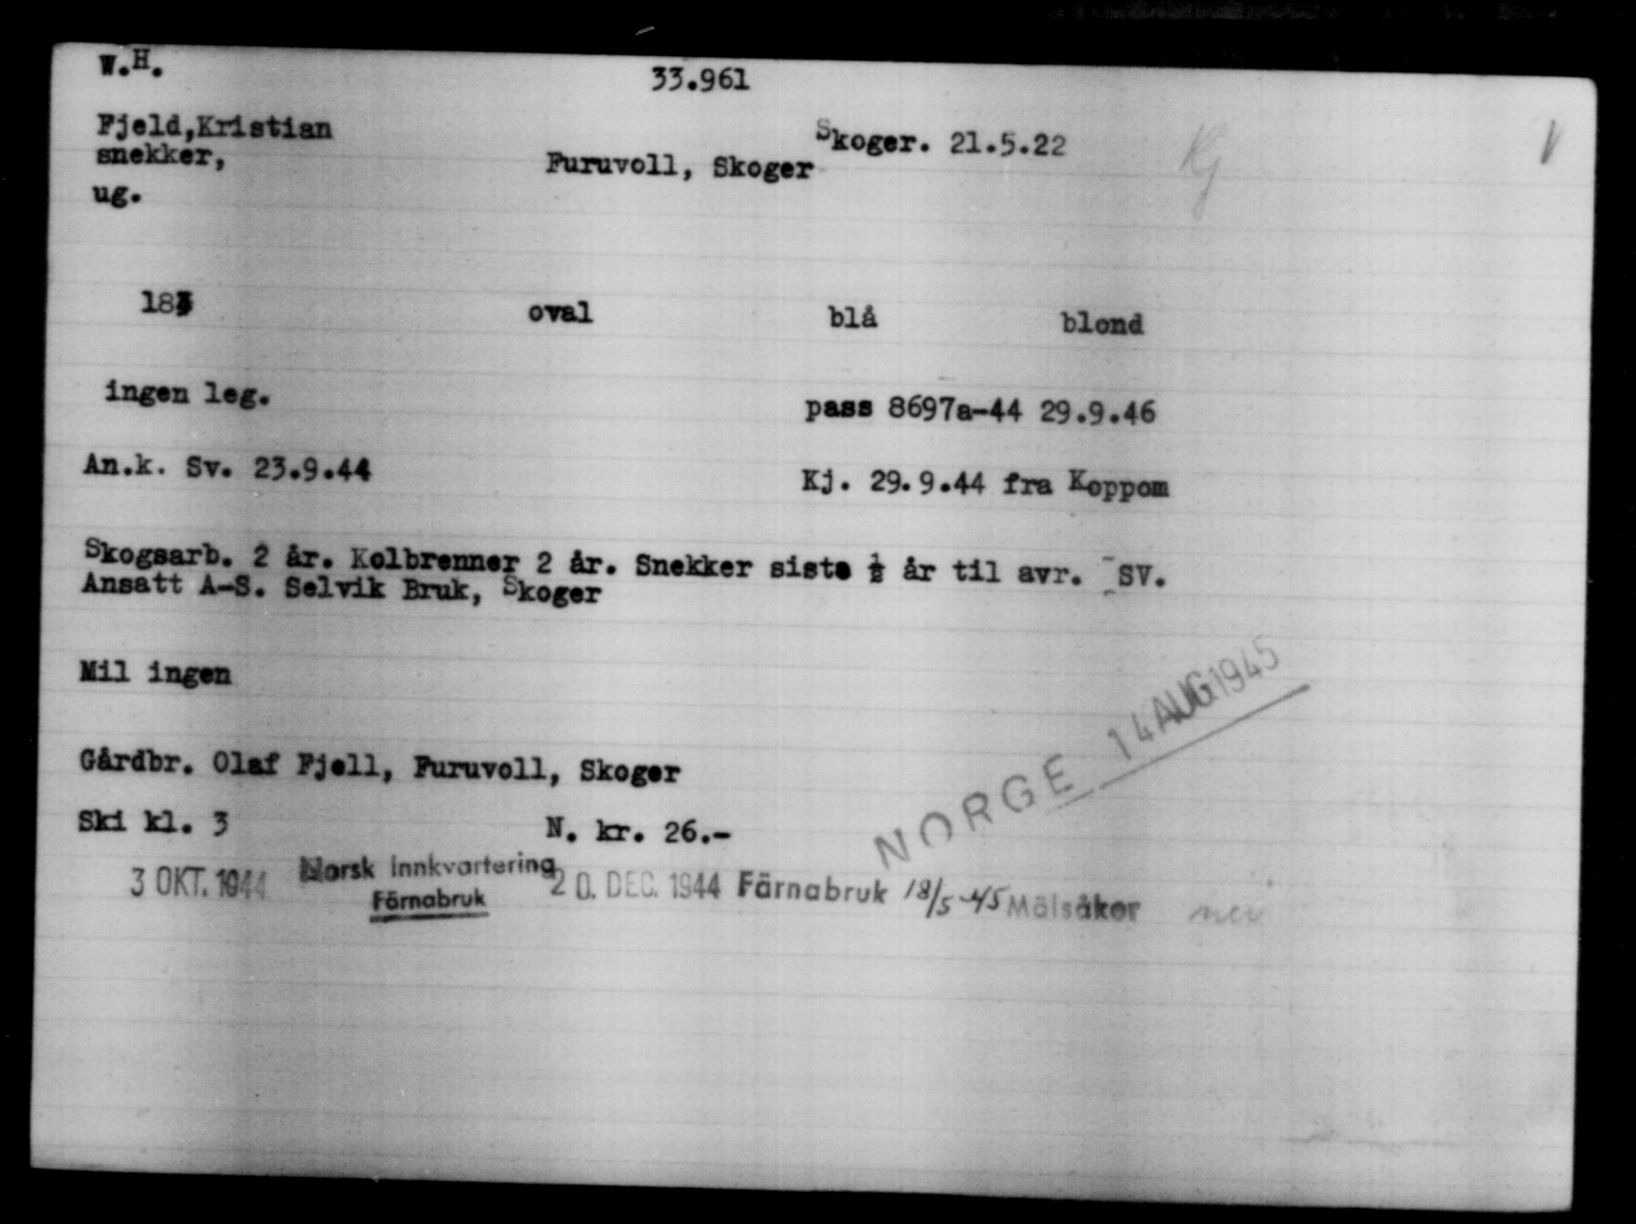 W.H.
33.961
Fjeld,Kristian
Skoger. 21.5.22
snekker,
Furuvoll, Skoger
ug.
oval
blå
blond
ingen leg.
pass 8697a-44 29.9.46
An.k. Sv. 23.9.44
Kj. 29.9.44 fra Koppom
Skogsarb. 2 år. Kolbrenner 2 år. Snekker siste ½ år til avr. SV.
Ansatt A-S. Selvik Bruk, Skoger
Mil ingen
Gårdbr. Olaf Fjell, Furuvoll, Skoger
NORGE 14 AUG 1945
Ski kl. 3
N. kr. 26.-
3 OKT. 1944 Norsk innkvartering 20. DEC. 1944 Färnabruk 18/5-45 Mälsåker
Färnabruk